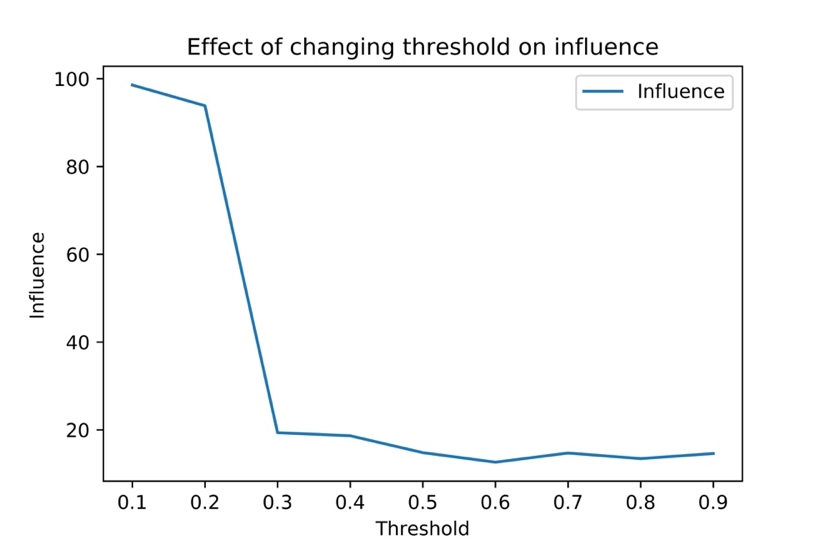 Effect of changing threshold on influence
Influence
100
80
60
40
20
Influence
0.1 0.2 0.3 0.4 0.5 0.6 0.7 0.8 0.9
Threshold